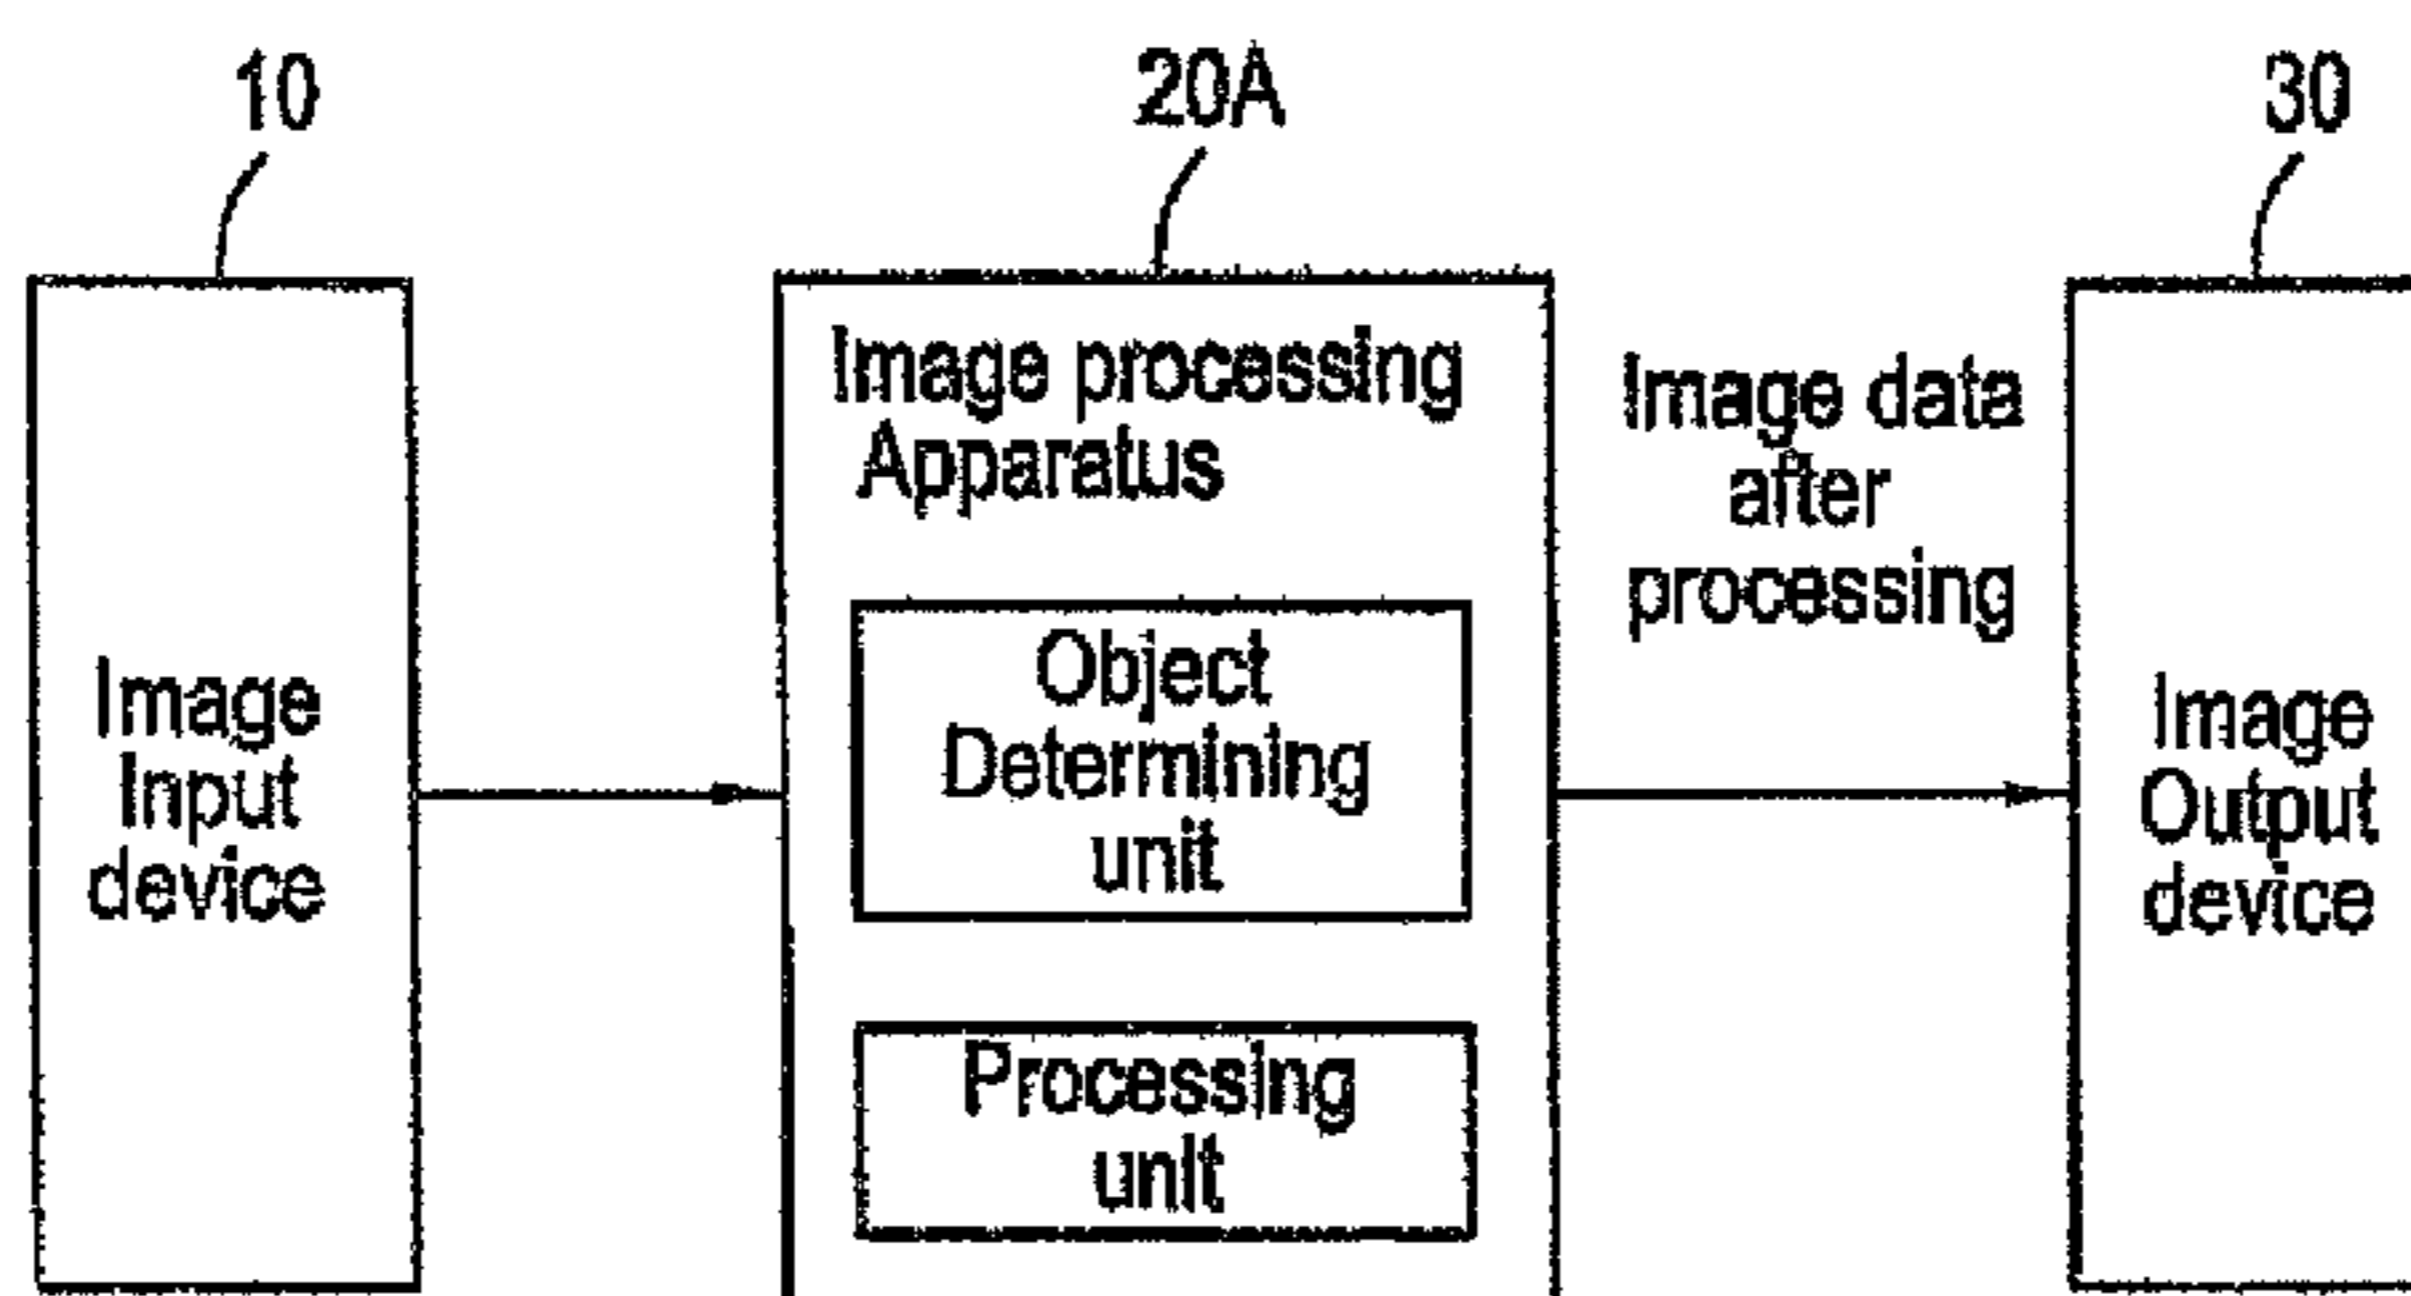 10
20A
30
Image processing
Apparatus
Image data
after
processing
Object
Determining
unit
Image
Input
device
Image
Output
device
Processing
unit